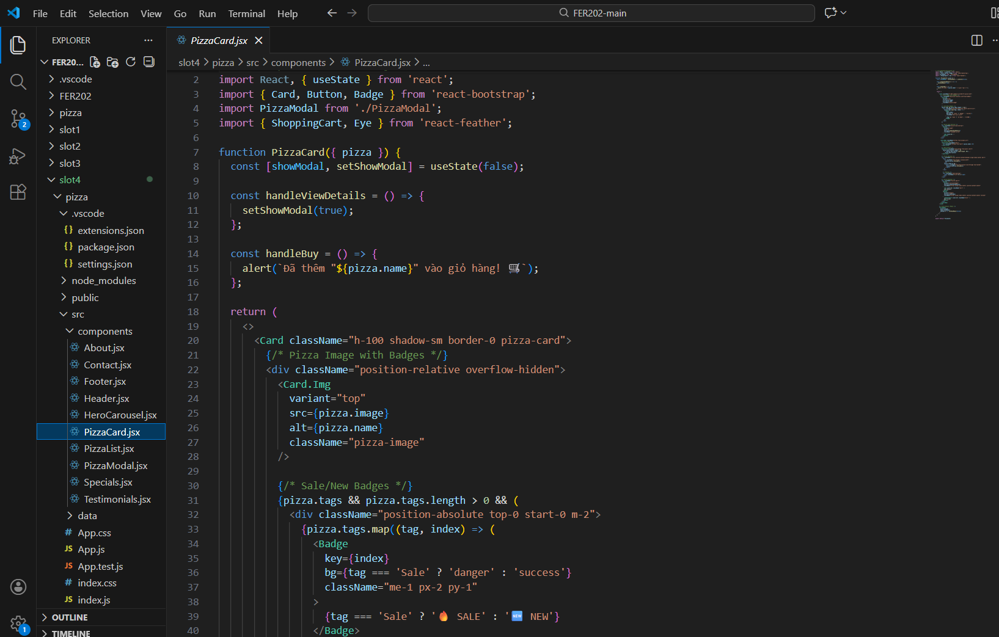 File Edit Selection View Go Run Terminal Help
FER202-main
EXPLORER
FER20...
.vscode
FER202
pizza
slot1
slot2
slot3
slot4
pizza
.vscode
{} extensions.json
{} package.json
{} settings.json
node_modules
public
src
components
About.jsx
Contact.jsx
Footer.jsx
Header.jsx
HeroCarousel.jsx
PizzaCard.jsx
PizzaList.jsx
PizzaModal.jsx
Specials.jsx
Testimonials.jsx
data
# App.css
JS App.js
JS App.test.js
# index.css
JS index.js
OUTLINE
TIMELINE
2
1
PizzaCard.jsx
slot4 > pizza > src > components > PizzaCard.jsx > ...
2 import React, { useState } from 'react';
3 import { Card, Button, Badge } from 'react-bootstrap';
4 import PizzaModal from './PizzaModal';
5 import { ShoppingCart, Eye } from 'react-feather';
6
7 function PizzaCard({ pizza }) {
8 const [showModal, setShowModal] = useState(false);
9
10 const handleViewDetails = () => {
11 setShowModal(true);
12 };
13
14 const handleBuy = () => {
15 alert(`Đã thêm "${pizza.name}" vào giỏ hàng! 🛒`);
16 };
17
18 return (
19 <>
20 <Card className="h-100 shadow-sm border-0 pizza-card">
21 {/* Pizza Image with Badges */}
22 <div className="position-relative overflow-hidden">
23 <Card.Img
24 variant="top"
25 src={pizza.image}
26 alt={pizza.name}
27 className="pizza-image"
28 />
29
30 {/* Sale/New Badges */}
31 {pizza.tags && pizza.tags.length > 0 && (
32 <div className="position-absolute top-0 start-0 m-2">
33 {pizza.tags.map((tag, index) => (
34 <Badge
35 key={index}
36 bg={tag === 'Sale' ? 'danger' : 'success'}
37 className="me-1 px-2 py-1"
38 >
39 {tag === 'Sale' ? '🔥 SALE' : '🆕 NEW'}
40 </Badge>